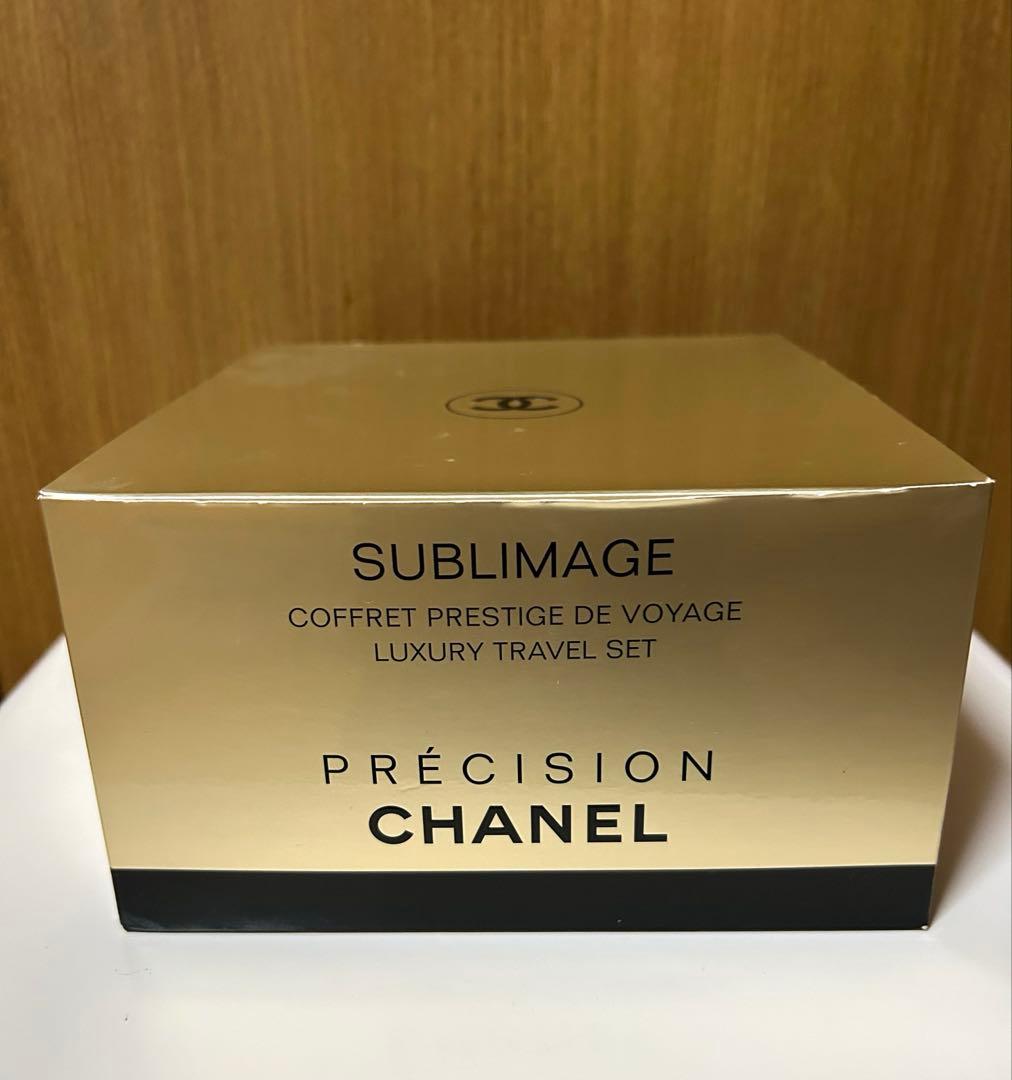 SUBLIMAGE
COFFRET PRESTIGE DE VOYAGE
LUXURY TRAVEL SET
PRÉCISION
CHANEL